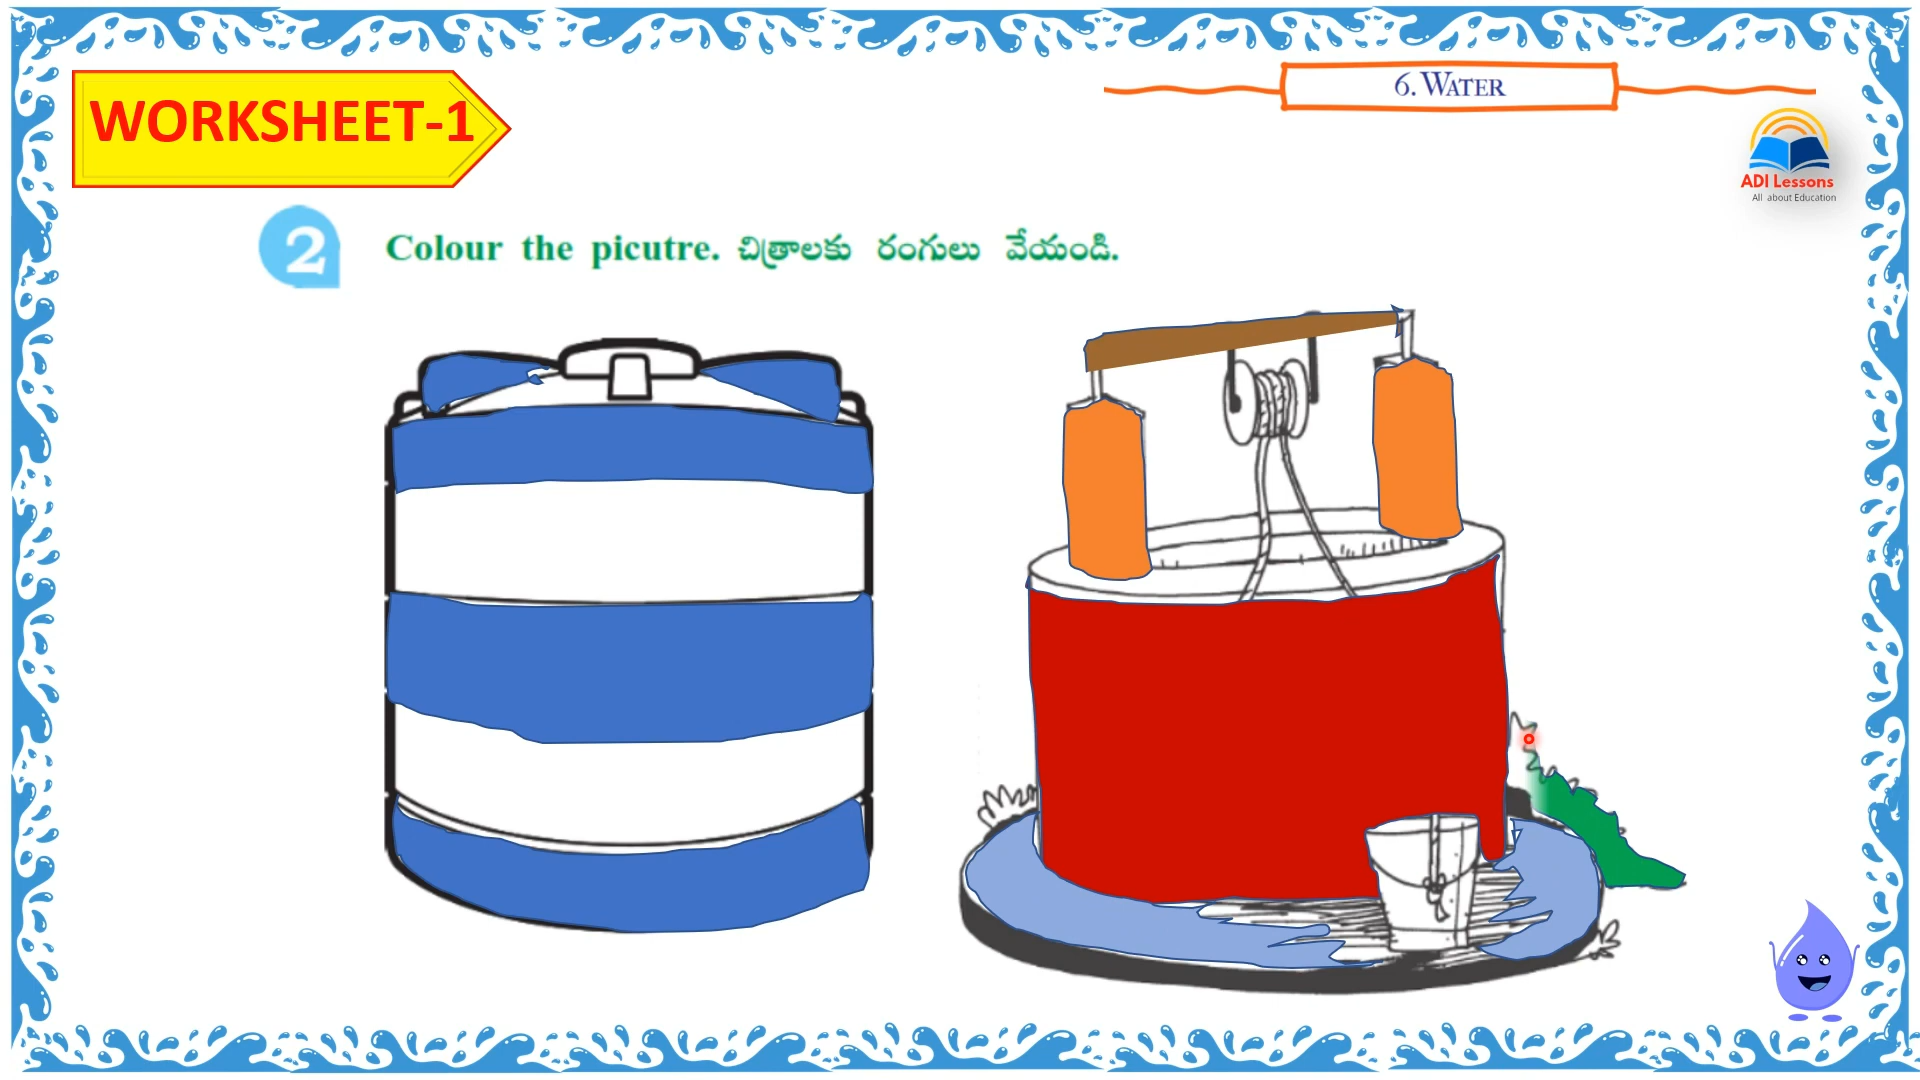 6. WATER
WORKSHEET-1
ADI Lessons
All about Education
2 Colour the picutre. చిత్రాలకు రంగులు వేయండి.